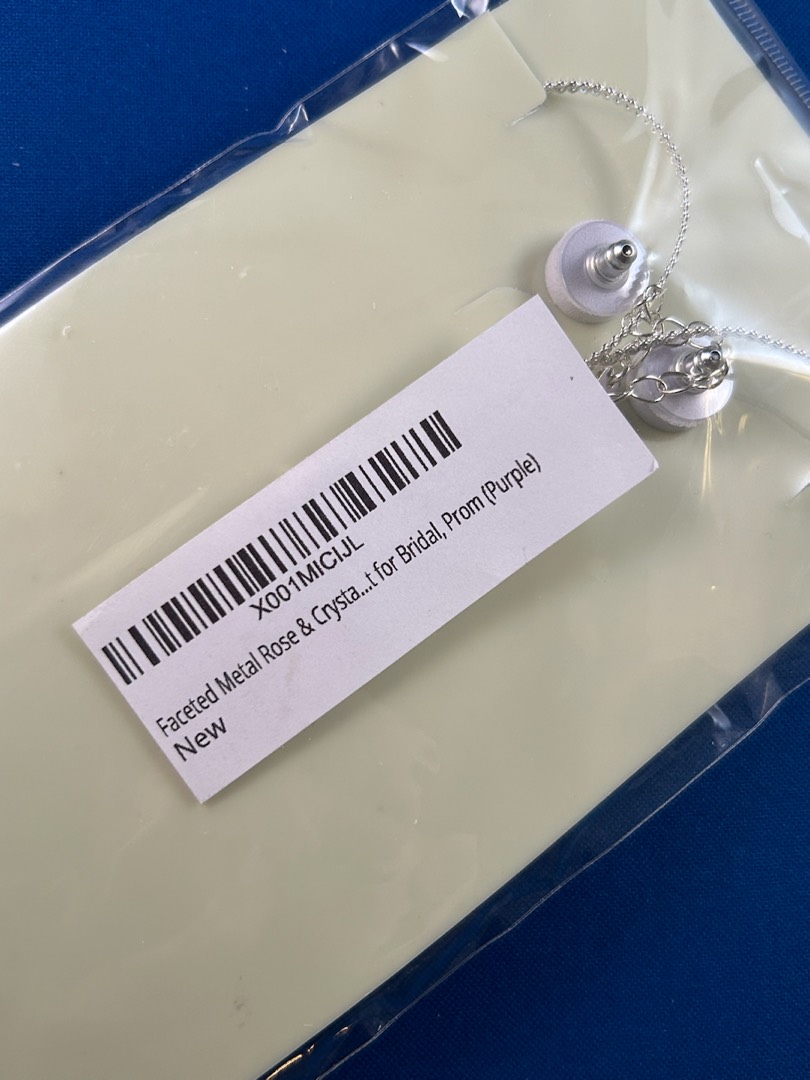 X001MICIJL
Faceted Metal Rose & Crysta...t for Bridal, Prom (Purple)
New